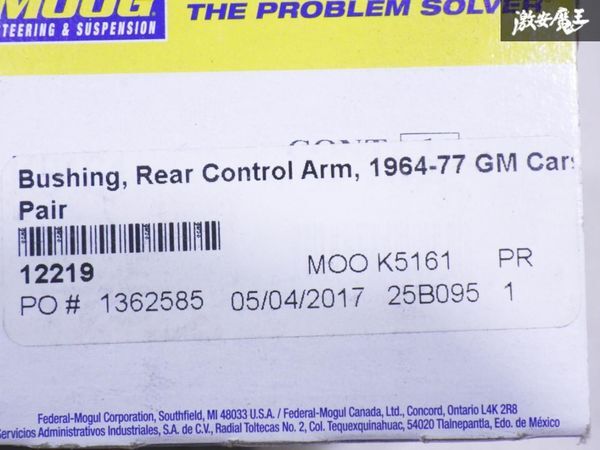 MOOG
STEERING & SUSPENSION
THE PROBLEM SOLVER
激安魔王
CONT 1
Bushing, Rear Control Arm, 1964-77 GM Cars
Pair
12219 MOO K5161 PR
PO # 1362585 05/04/2017 25B095 1
Federal-Mogul Corporation, Southfield, MI 48033 U.S.A. / Federal-Mogul Canada, Ltd., Concord, Ontario L4K 2R8
Servicios Administrativos Industriales, S.A. de C.V., Radial Toltecas No. 2, Col. Tequexquinahuac, 54020 Tlalnepantla, Edo. de México